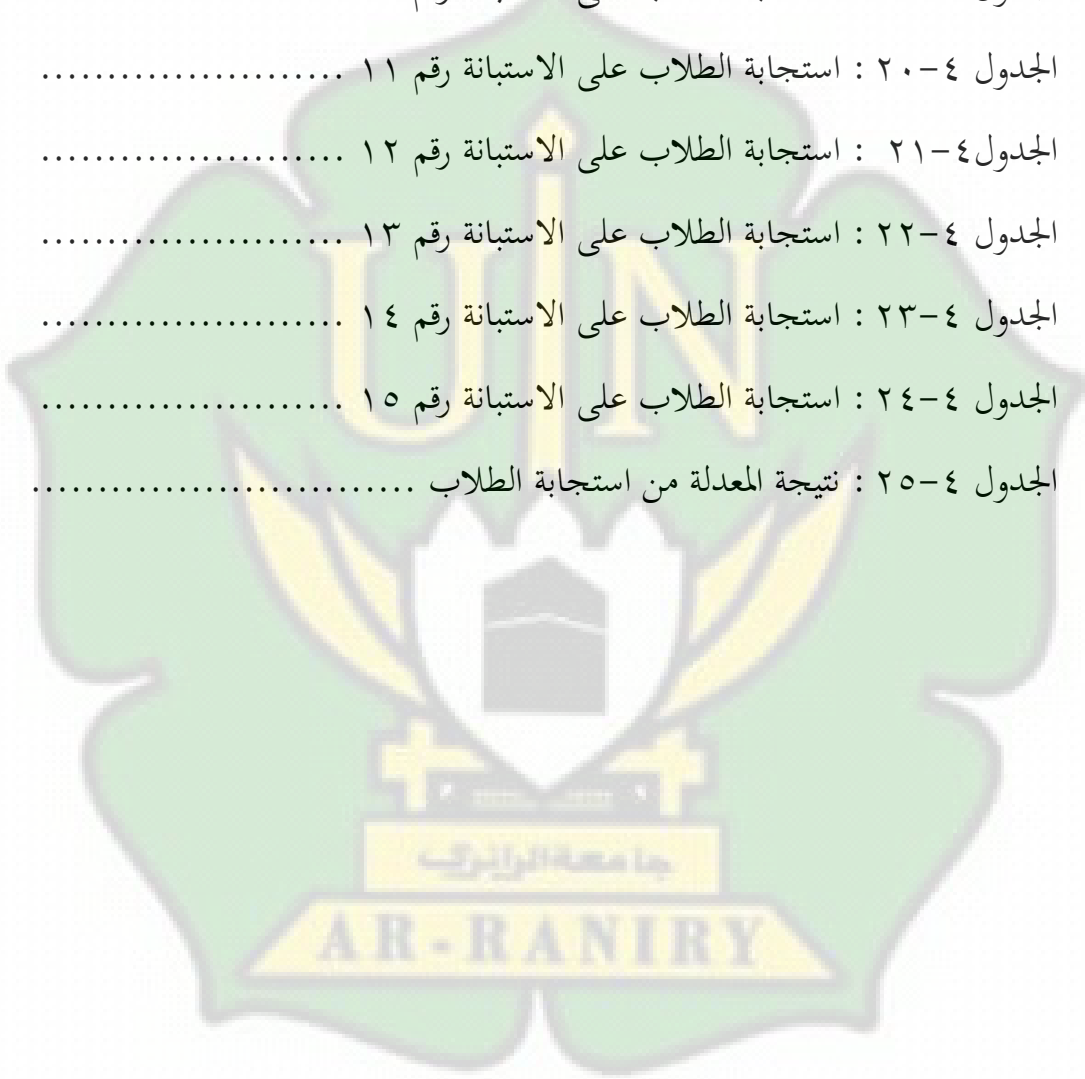 الجدول ٤-٢٠ : استجابة الطلاب على الاستبانة رقم ١١ .......................
الجدول٤-٢١ : استجابة الطلاب على الاستبانة رقم ١٢ .......................
الجدول ٤-٢٢ : استجابة الطلاب على الاستبانة رقم ١٣ .......................
الجدول ٤-٢٣ : استجابة الطلاب على الاستبانة رقم ١٤ .......................
الجدول ٤-٢٤ : استجابة الطلاب على الاستبانة رقم ١٥ .......................
الجدول ٤-٢٥ : نتيجة المعدلة من استجابة الطلاب .............................
UIN
جامعة الرانري
AR-RANIRY